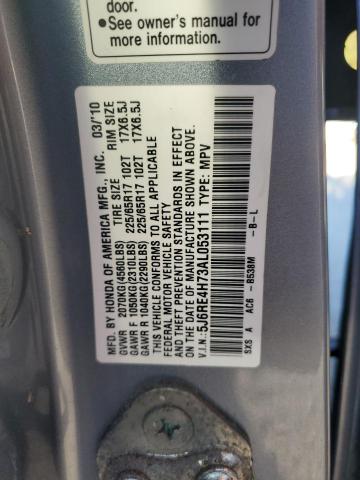 door.
•See owner's manual for
more information.
MFD. BY HONDA OF AMERICA MFG., INC. 03/'10
TIRE SIZE RIM SIZE
GVWR 2070KG(4560LBS)
GAWR F 1050KG(2310LBS) 225/65R17 102T 17X6.5J
GAWR R 1040KG(2290LBS) 225/65R17 102T 17X6.5J
THIS VEHICLE CONFORMS TO ALL APPLICABLE
FEDERAL MOTOR VEHICLE SAFETY
AND THEFT PREVENTION STANDARDS IN EFFECT
ON THE DATE OF MANUFACTURE SHOWN ABOVE.
V.I.N.:5J6RE4H73AL053111 TYPE: MPV
SXS A AC6 -B538M -B-L